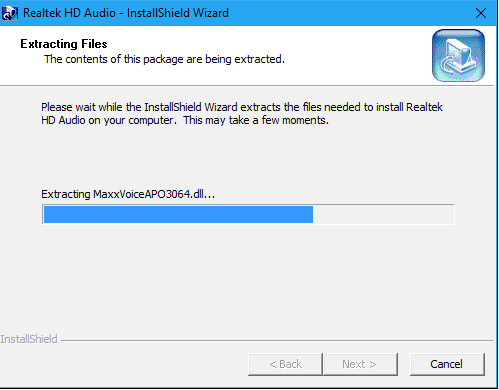 Realtek HD Audio - InstallShield Wizard
Extracting Files
The contents of this package are being extracted.
Please wait while the InstallShield Wizard extracts the files needed to install Realtek
HD Audio on your computer.  This may take a few moments.
Extracting MaxxVoiceAPO3064.dll...
InstallShield
< Back
Next >
Cancel